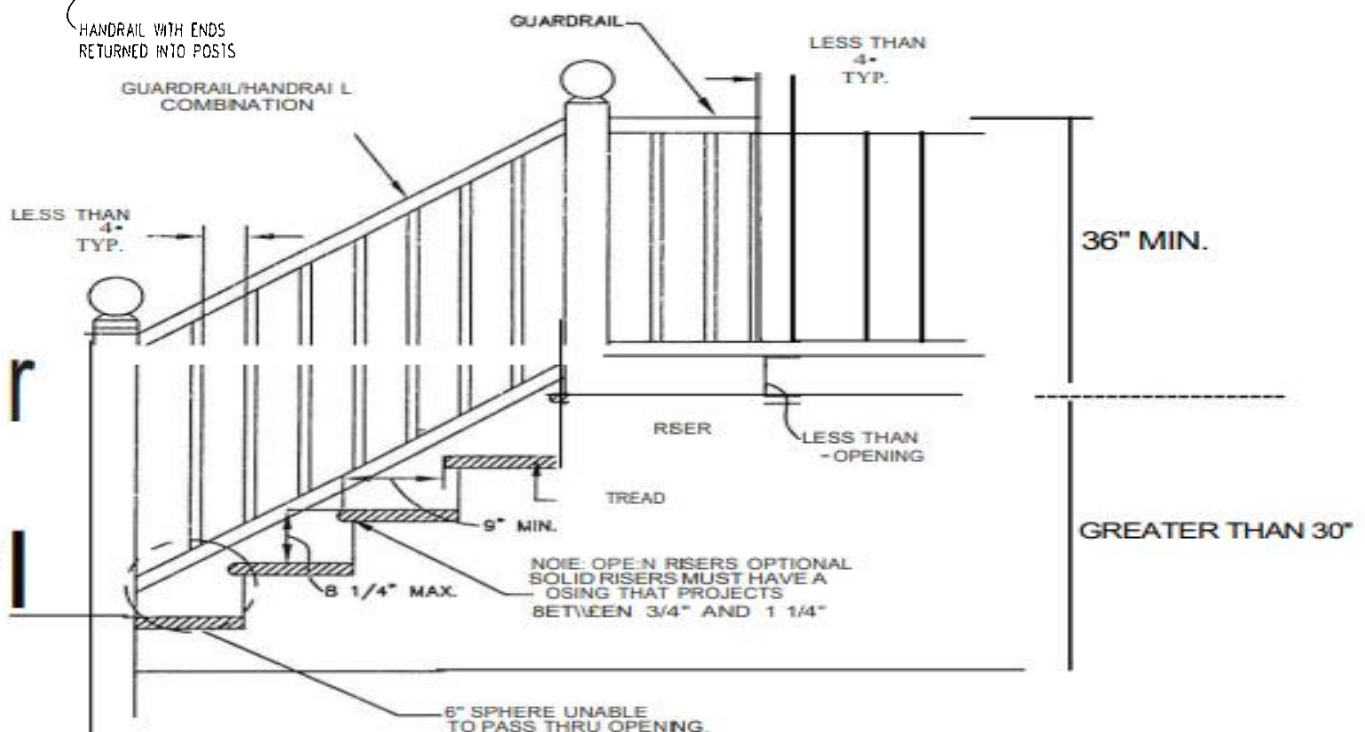 HANDRAIL WITH ENDS
RETURNED INTO POSTS
GUARDRAIL
LESS THAN
4"
TYP.
GUARDRAIL/HANDRAI L
COMBINATION
LESS THAN
4"
TYP.
36" MIN.
r
RISER
LESS THAN
-OPENING
TREAD
9" MIN.
GREATER THAN 30"
l
8 1/4" MAX.
NOIE: OPE:N RISERS OPTIONAL
SOLID RISERS MUST HAVE A
OSING THAT PROJECTS
8ET\\£EN 3/4" AND 1 1/4"
6" SPHERE UNABLE
TO PASS THRU OPENING.